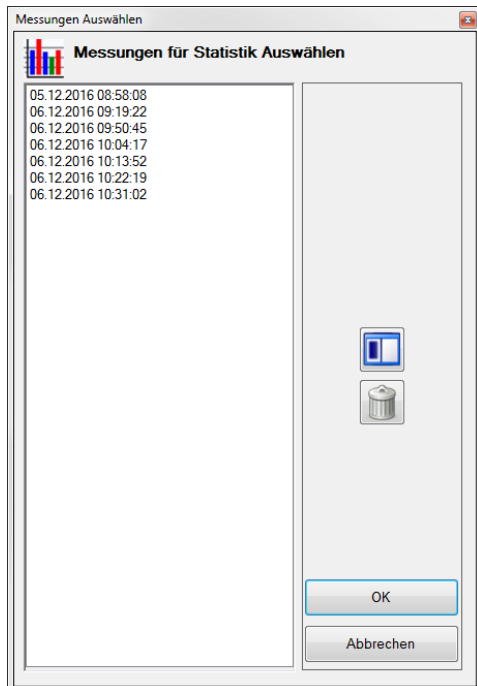 Messungen Auswählen
Messungen für Statistik Auswählen
05.12.2016 08:58:08
06.12.2016 09:19:22
06.12.2016 09:50:45
06.12.2016 10:04:17
06.12.2016 10:13:52
06.12.2016 10:22:19
06.12.2016 10:31:02
OK
Abbrechen